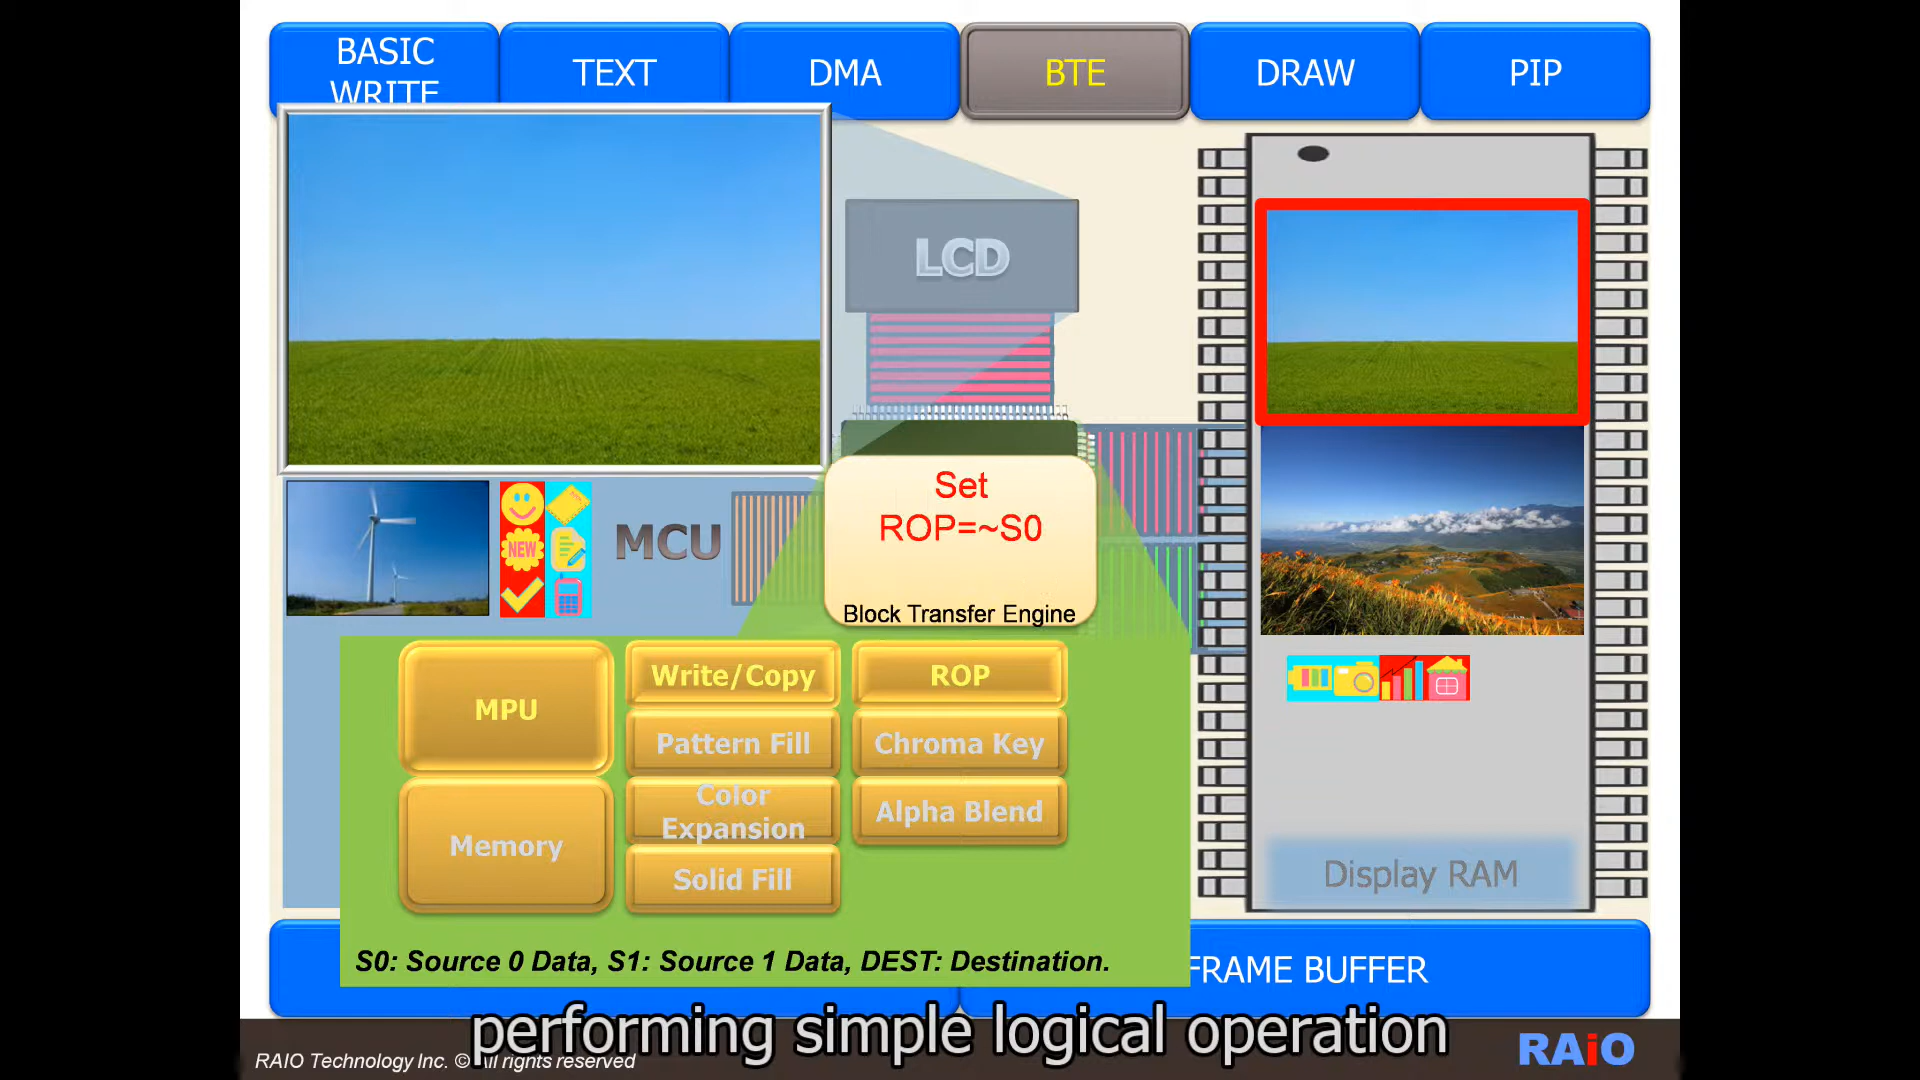 BASIC
WRITE
TEXT
DMA
BTE
DRAW
PIP
LCD
NEW
MCU
Set
ROP=~S0
Block Transfer Engine
MPU
Write/Copy
ROP
Pattern Fill
Chroma Key
Color
Expansion
Alpha Blend
Memory
Solid Fill
Display RAM
S0: Source 0 Data, S1: Source 1 Data, DEST: Destination.
FRAME BUFFER
performing simple logical operation
RAIO Technology Inc. © All rights reserved
RAiO